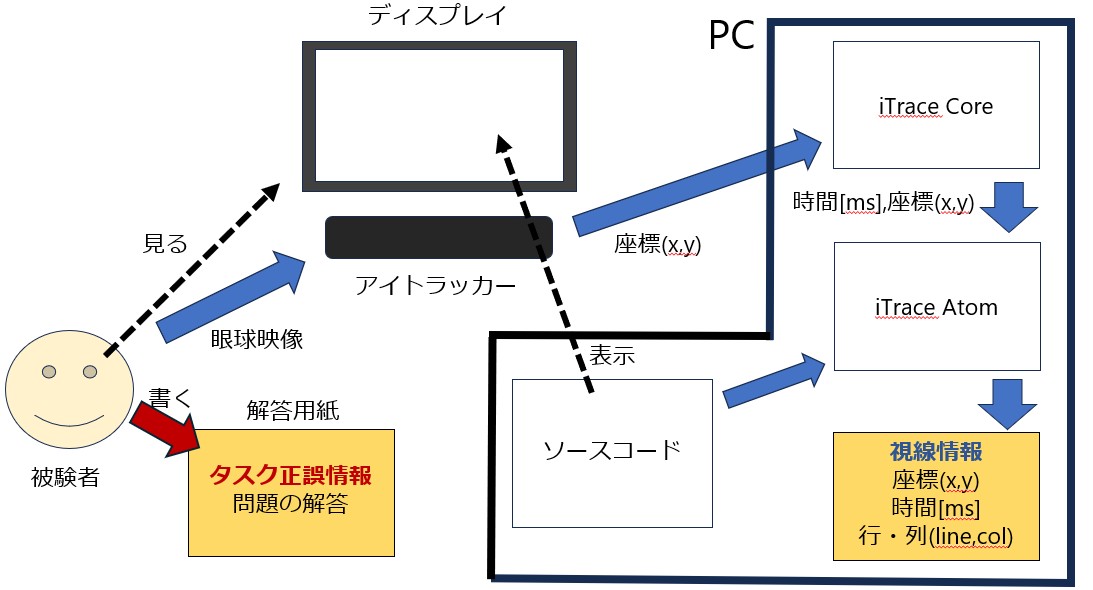 ディスプレイ
PC
iTrace Core
時間[ms],座標(x,y)
見る
座標(x,y)
アイトラッカー
iTrace Atom
眼球映像
表示
書く
解答用紙
ソースコード
視線情報
被験者
タスク正誤情報
座標(x,y)
問題の解答
時間[ms]
行・列(line,col)